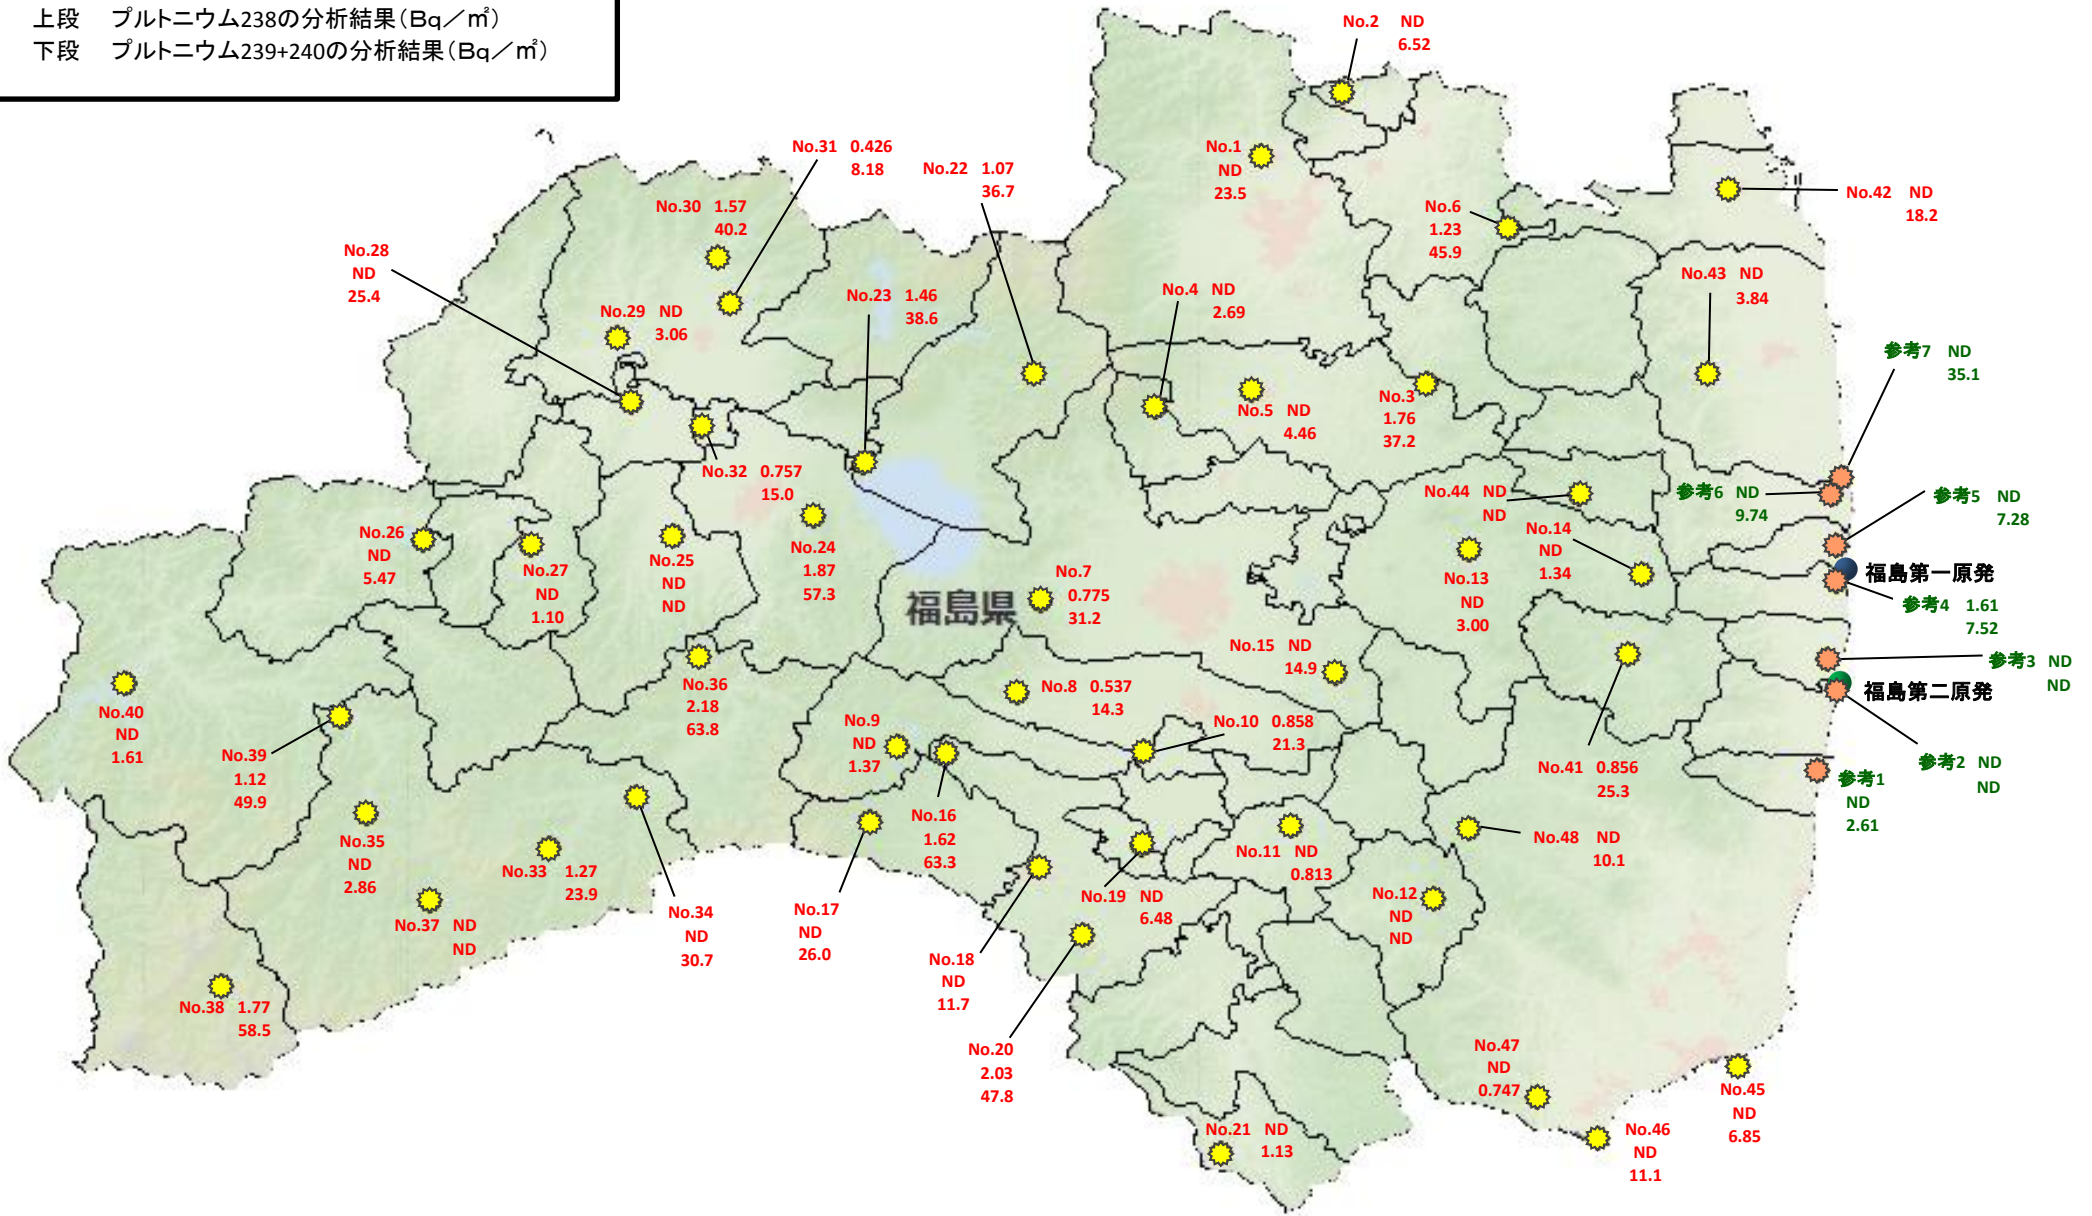 上段 プルトニウム238の分析結果(Bq/㎡)
下段 プルトニウム239+240の分析結果(Bq/㎡)
No.2 ND
6.52
No.1
ND
23.5
No.31 0.426
8.18
No.22 1.07
36.7
No.30 1.57
40.2
No.6
1.23
45.9
No.42 ND
18.2
No.28
ND
25.4
No.23 1.46
38.6
No.4 ND
2.69
No.43 ND
3.84
No.29 ND
3.06
参考7 ND
35.1
No.5 ND
4.46
No.3
1.76
37.2
No.32 0.757
15.0
No.44 ND
ND
参考6 ND
9.74
参考5 ND
7.28
No.26
ND
5.47
No.27
ND
1.10
No.25
ND
ND
No.24
1.87
57.3
No.14
ND
1.34
No.13
ND
3.00
福島第一原発
参考4 1.61
7.52
福島県
No.7
0.775
31.2
No.15 ND
14.9
参考3 ND
ND
福島第二原発
No.36
2.18
63.8
No.8 0.537
14.3
No.40
ND
1.61
No.39
1.12
49.9
No.9
ND
1.37
No.10 0.858
21.3
No.41 0.856
25.3
参考2 ND
ND
参考1
ND
2.61
No.35
ND
2.86
No.33 1.27
23.9
No.16
1.62
63.3
No.11 ND
0.813
No.48 ND
10.1
No.37 ND
ND
No.34
ND
30.7
No.17
ND
26.0
No.19 ND
6.48
No.12
ND
ND
No.18
ND
11.7
No.38 1.77
58.5
No.20
2.03
47.8
No.47
ND
0.747
No.45
ND
6.85
No.21 ND
1.13
No.46
ND
11.1